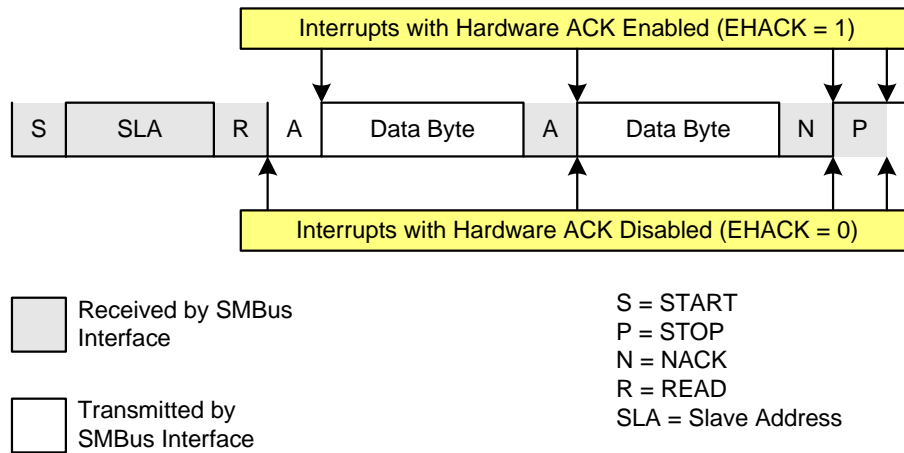 Interrupts with Hardware ACK Enabled (EHACK = 1)
S SLA R A Data Byte A Data Byte N P
Interrupts with Hardware ACK Disabled (EHACK = 0)
Received by SMBus
Interface
Transmitted by
SMBus Interface
S = START
P = STOP
N = NACK
R = READ
SLA = Slave Address